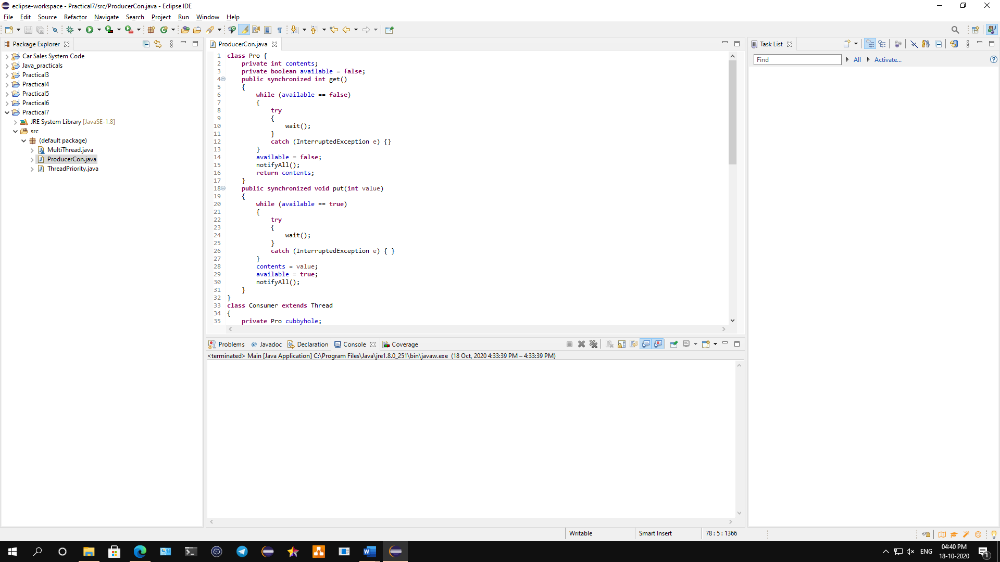 eclipse-workspace - Practical7/src/ProducerCon.java - Eclipse IDE
File Edit Source Refactor Navigate Search Project Run Window Help
Package Explorer
Car Sales System Code
Java_practicals
Practical3
Practical4
Practical5
Practical6
Practical7
JRE System Library [JavaSE-1.8]
src
(default package)
MultiThread.java
ProducerCon.java
ThreadPriority.java
ProducerCon.java
1 class Pro {
2 private int contents;
3 private boolean available = false;
4 public synchronized int get()
5 {
6 while (available == false)
7 {
8 try
9 {
10 wait();
11 }
12 catch (InterruptedException e) {}
13 }
14 available = false;
15 notifyAll();
16 return contents;
17 }
18 public synchronized void put(int value)
19 {
20 while (available == true)
21 {
22 try
23 {
24 wait();
25 }
26 catch (InterruptedException e) { }
27 }
28 contents = value;
29 available = true;
30 notifyAll();
31 }
32 }
33 class Consumer extends Thread
34 {
35 private Pro cubbyhole;
Task List
Find All Activate...
Problems @ Javadoc Declaration Console Coverage
<terminated> Main [Java Application] C:\Program Files\Java\jre1.8.0_251\bin\javaw.exe (18 Oct, 2020 4:33:39 PM – 4:33:39 PM)
Writable Smart Insert 78 : 5 : 1366
ENG 04:40 PM
18-10-2020
1